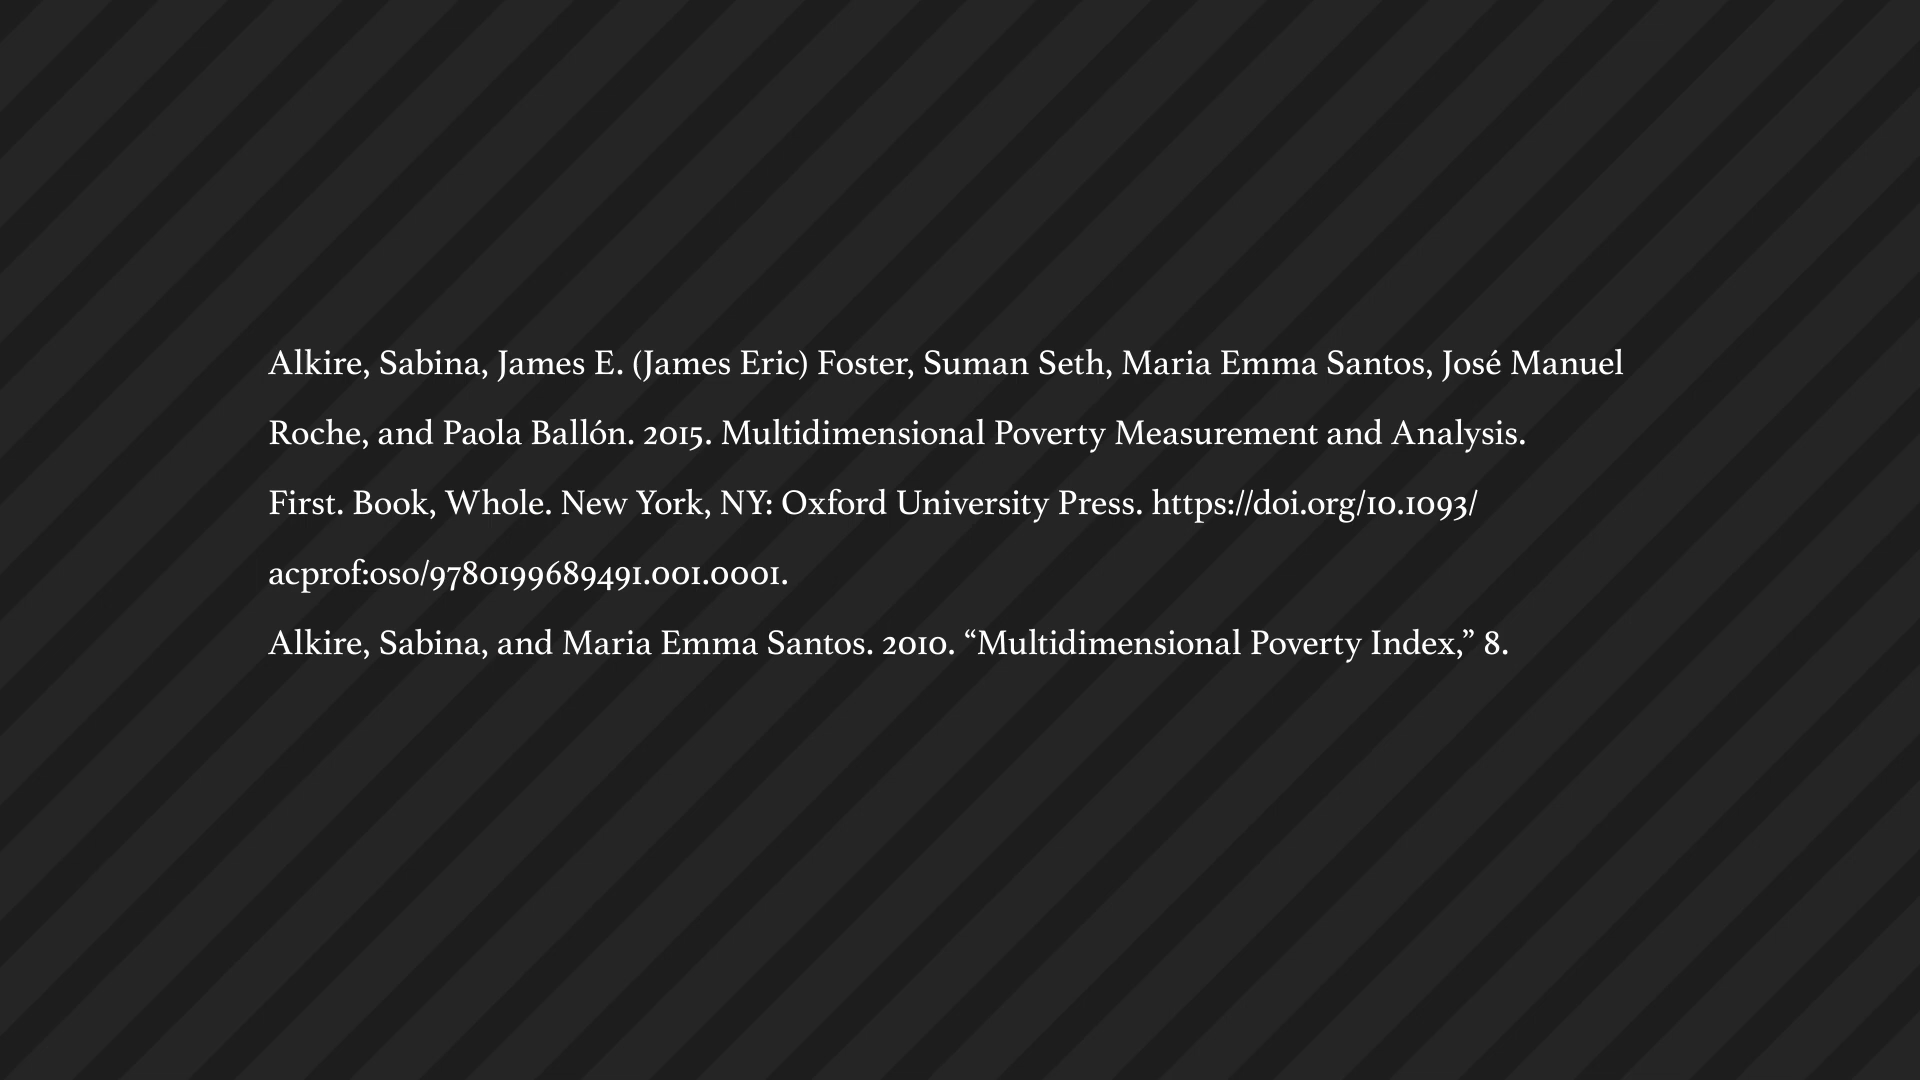 Alkire, Sabina, James E. (James Eric) Foster, Suman Seth, Maria Emma Santos, José Manuel
Roche, and Paola Ballón. 2015. Multidimensional Poverty Measurement and Analysis.
First. Book, Whole. New York, NY: Oxford University Press. https://doi.org/10.1093/
acprof:oso/9780199689491.001.0001.
Alkire, Sabina, and Maria Emma Santos. 2010. “Multidimensional Poverty Index,” 8.